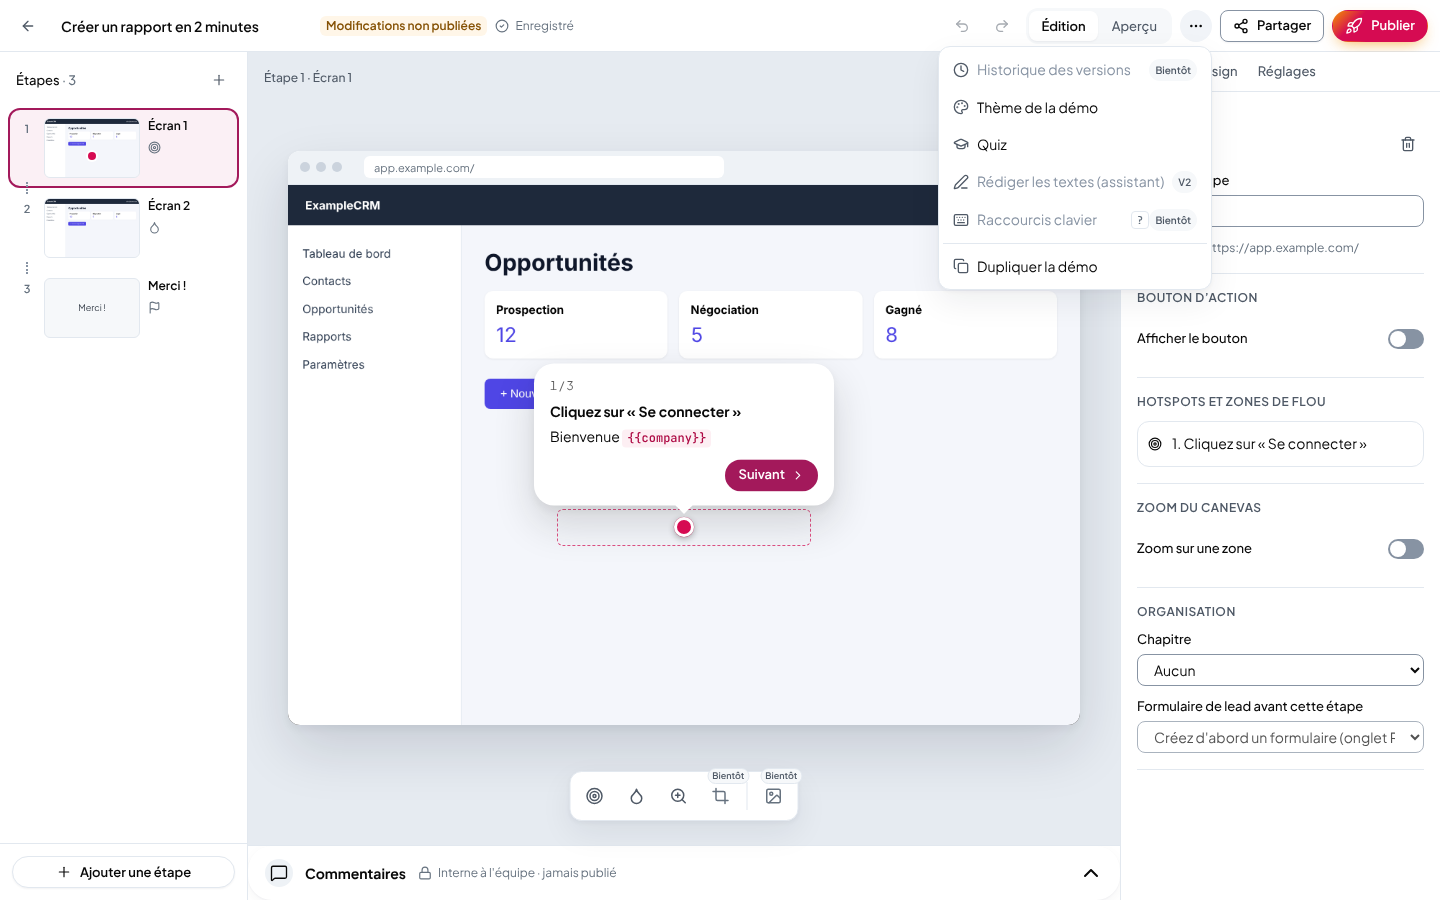 Créer un rapport en 2 minutes
Modifications non publiées
Enregistré
Édition
Aperçu
Partager
Publier
Étapes · 3
1
Écran 1
2
Écran 2
3
Merci !
Merci !
Ajouter une étape
Étape 1 · Écran 1
app.example.com/
ExampleCRM
Tableau de bord
Contacts
Opportunités
Rapports
Paramètres
Opportunités
Prospection
12
Négociation
5
Gagné
8
+ Nouv
1 / 3
Cliquez sur « Se connecter »
Bienvenue {{company}}
Suivant
Bientôt
Bientôt
Commentaires
Interne à l'équipe · jamais publié
Historique des versions
Bientôt
Thème de la démo
Quiz
Rédiger les textes (assistant)
V2
Raccourcis clavier
?
Bientôt
Dupliquer la démo
sign
Réglages
pe
ttps://app.example.com/
BOUTON D'ACTION
Afficher le bouton
HOTSPOTS ET ZONES DE FLOU
1. Cliquez sur « Se connecter »
ZOOM DU CANEVAS
Zoom sur une zone
ORGANISATION
Chapitre
Aucun
Formulaire de lead avant cette étape
Créez d'abord un formulaire (onglet F